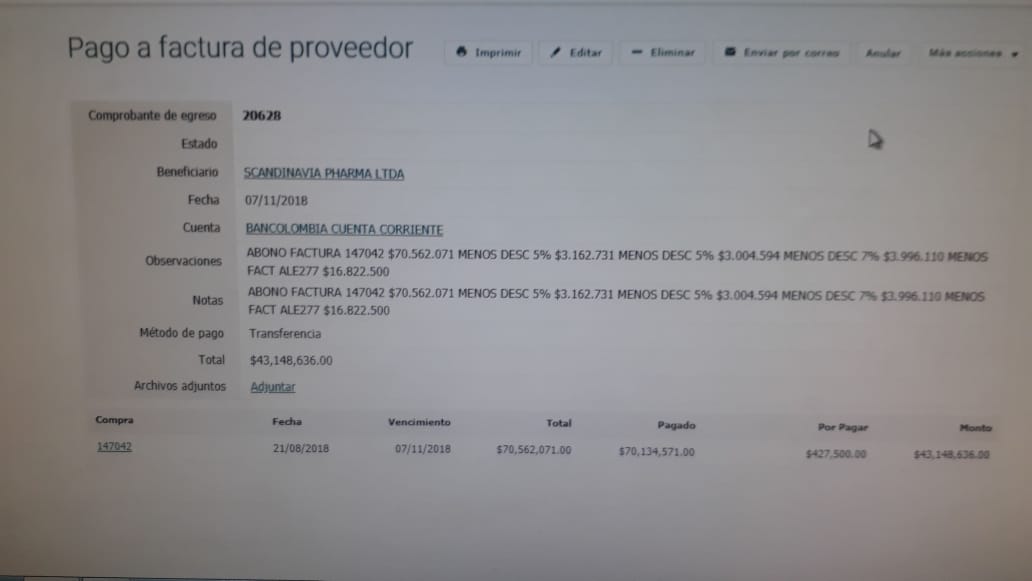 Pago a factura de proveedor
Imprimir Editar Eliminar Enviar por correo Anular Más acciones
Comprobante de egreso 20628
Estado
Beneficiario SCANDINAVIA PHARMA LTDA
Fecha 07/11/2018
Cuenta BANCOLOMBIA CUENTA CORRIENTE
Observaciones ABONO FACTURA 147042 $70.562.071 MENOS DESC 5% $3.162.731 MENOS DESC 5% $3.004.594 MENOS DESC 7% $3.996.110 MENOS
FACT ALE277 $16.822.500
Notas ABONO FACTURA 147042 $70.562.071 MENOS DESC 5% $3.162.731 MENOS DESC 5% $3.004.594 MENOS DESC 7% $3.996.110 MENOS
FACT ALE277 $16.822.500
Método de pago Transferencia
Total $43,148,636.00
Archivos adjuntos Adjuntar
Compra Fecha Vencimiento Total Pagado Por Pagar Monto
147042 21/08/2018 07/11/2018 $70,562,071.00 $70,134,571.00 $427,500.00 $43,148,636.00